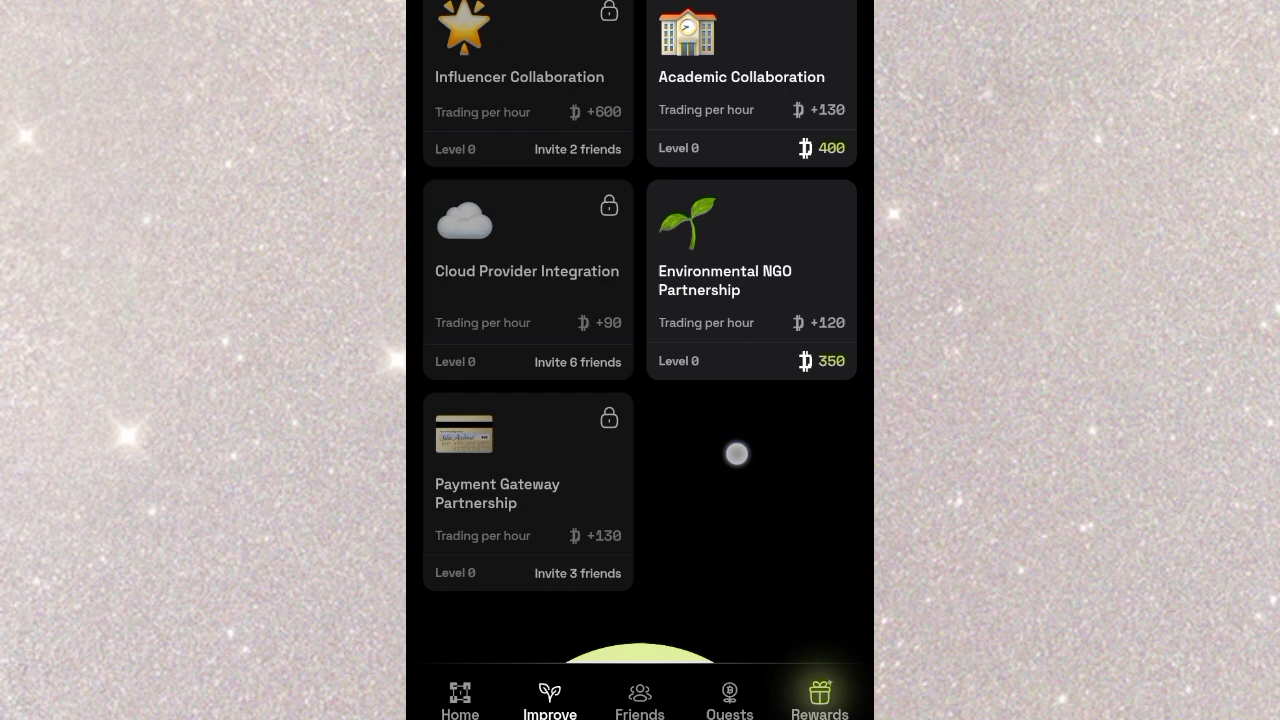 Influencer Collaboration
Trading per hour +600
Level 0 Invite 2 friends
Academic Collaboration
Trading per hour +130
Level 0 400
Cloud Provider Integration
Trading per hour +90
Level 0 Invite 6 friends
Environmental NGO
Partnership
Trading per hour +120
Level 0 350
Payment Gateway
Partnership
Trading per hour +130
Level 0 Invite 3 friends
Home Improve Friends Quests Rewards